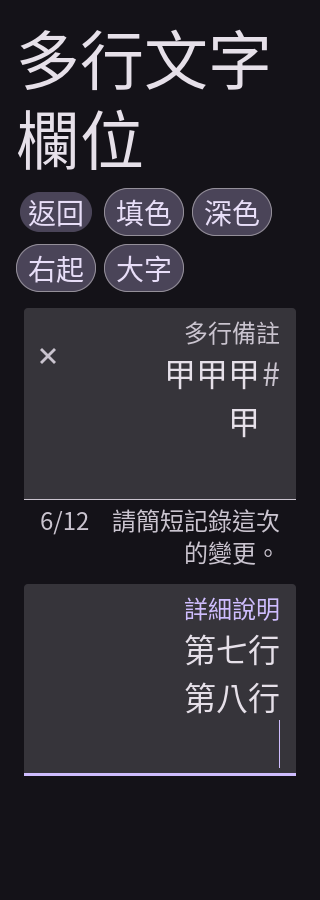 多行文字
欄位
返回
填色
深色
右起
大字
多行備註
甲甲甲#
甲
6/12
請簡短記錄這次
的變更。
詳細說明
第七行
第八行